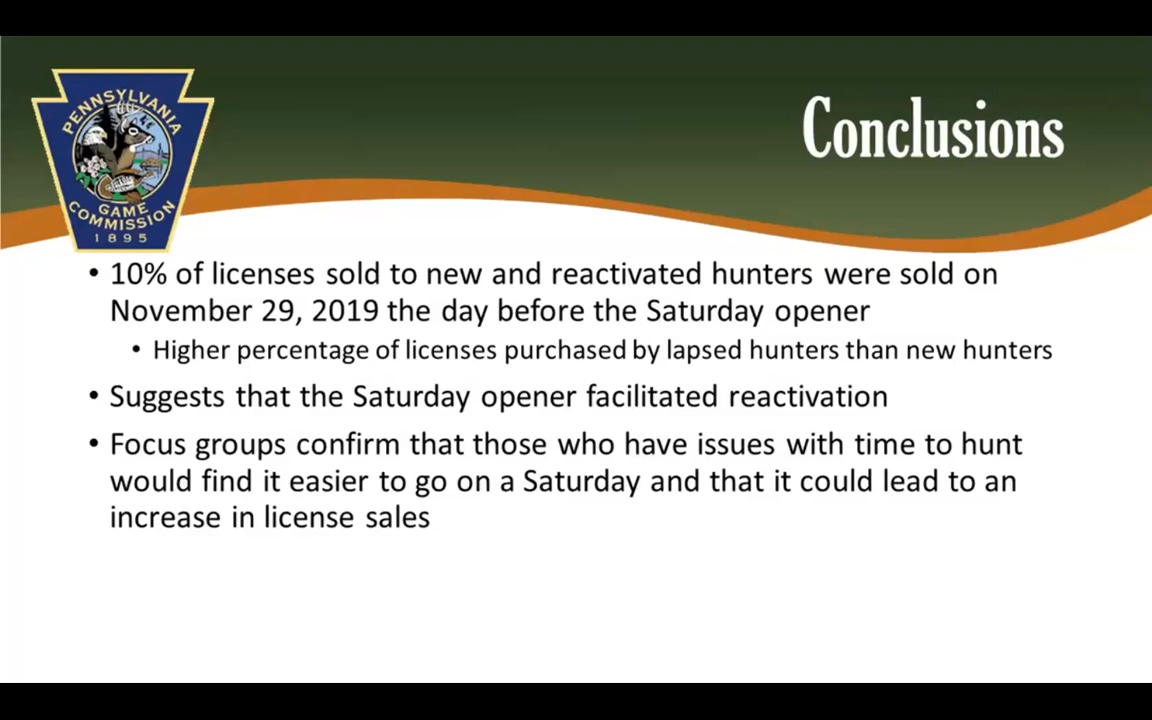 PENNSYLVANIA
GAME
COMMISSION
1895
Conclusions
• 10% of licenses sold to new and reactivated hunters were sold on
November 29, 2019 the day before the Saturday opener
• Higher percentage of licenses purchased by lapsed hunters than new hunters
• Suggests that the Saturday opener facilitated reactivation
• Focus groups confirm that those who have issues with time to hunt
would find it easier to go on a Saturday and that it could lead to an
increase in license sales